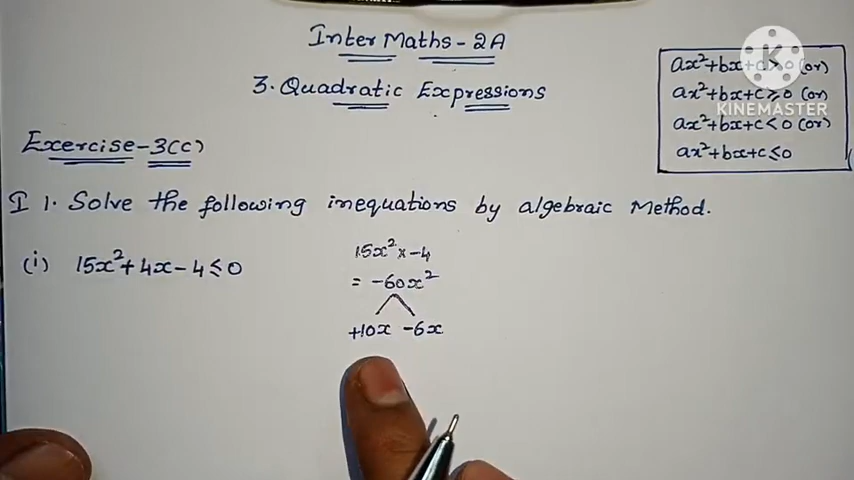 Inter Maths - 2A
3. Quadratic Expressions
ax²+bx+c>0 (or)
ax²+bx+c≥0 (or)
ax²+bx+c<0 (or)
ax²+bx+c≤0
K
KINEMASTER
Exercise-3(c)
I 1. Solve the following inequations by algebraic Method.
(i) 15x²+4x-4≤0
15x²×-4
= -60x²
+10x -6x